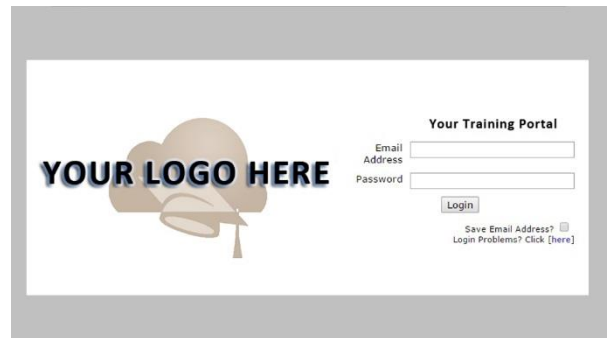 YOUR LOGO HERE
Your Training Portal
Email
Address
Password
Login
Save Email Address?
Login Problems? Click [here]